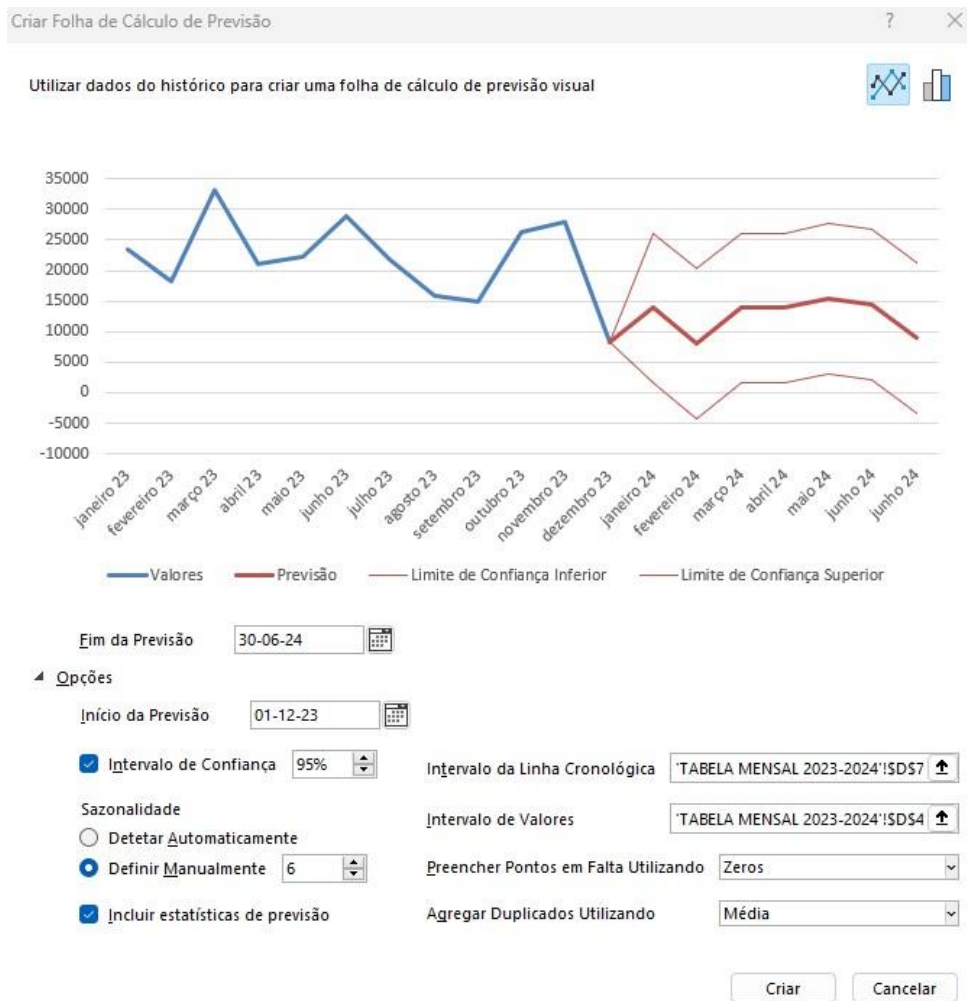 Criar Folha de Cálculo de Previsão
?
Utilizar dados do histórico para criar uma folha de cálculo de previsão visual
35000
30000
25000
20000
15000
10000
5000
0
-5000
-10000
janeiro 23 fevereiro 23 março 23 abril 23 maio 23 junho 23 julho 23 agosto 23 setembro 23 outubro 23 novembro 23 dezembro 23 janeiro 24 fevereiro 24 março 24 abril 24 maio 24 junho 24 junho 24
Valores Previsão Limite de Confiança Inferior Limite de Confiança Superior
Fim da Previsão 30-06-24
Opções
Início da Previsão 01-12-23
Intervalo de Confiança 95%
Intervalo da Linha Cronológica 'TABELA MENSAL 2023-2024'!$D$7
Sazonalidade
Intervalo de Valores 'TABELA MENSAL 2023-2024'!$D$4
Detetar Automaticamente
Definir Manualmente 6
Preencher Pontos em Falta Utilizando Zeros
Incluir estatísticas de previsão
Agregar Duplicados Utilizando Média
Criar Cancelar